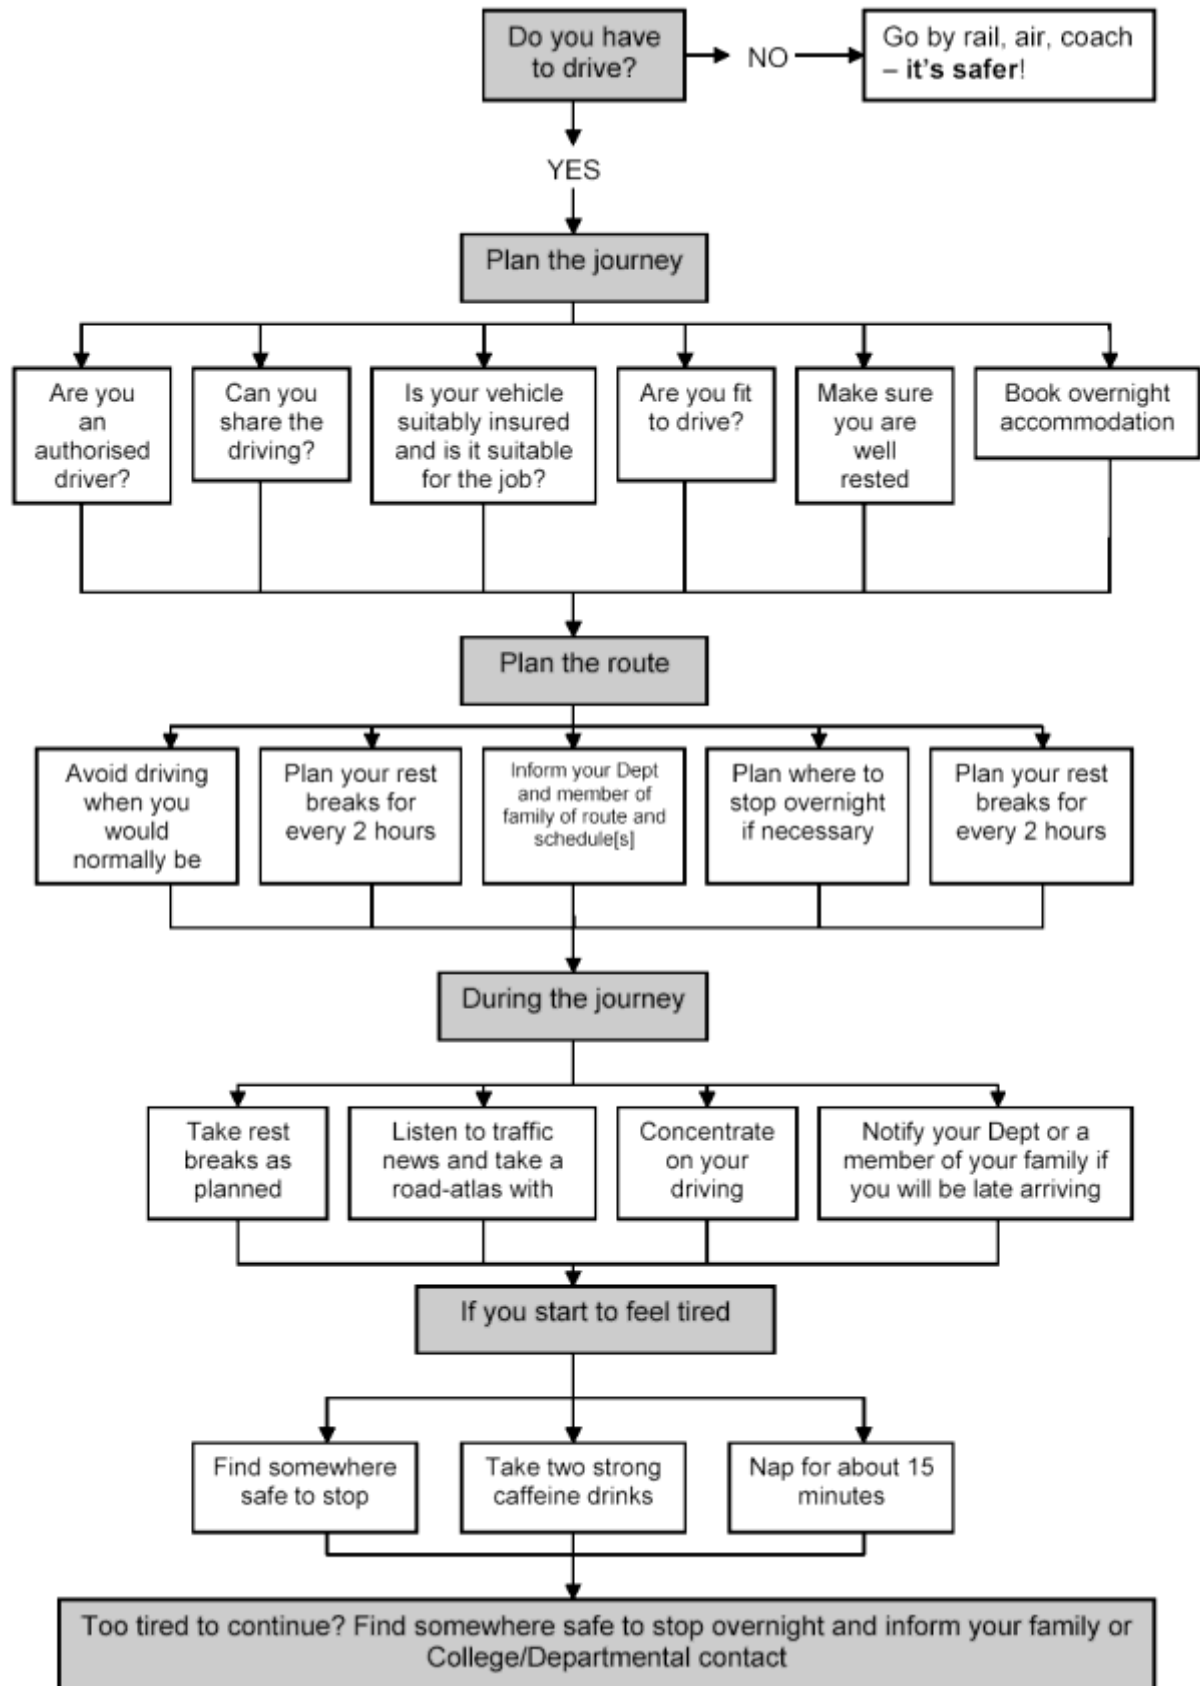 Do you have
to drive?
NO
Go by rail, air, coach
– it's safer!
YES
Plan the journey
Are you
an
authorised
driver?
Can you
share the
driving?
Is your vehicle
suitably insured
and is it suitable
for the job?
Are you fit
to drive?
Make sure
you are
well
rested
Book overnight
accommodation
Plan the route
Avoid driving
when you
would
normally be
Plan your rest
breaks for
every 2 hours
Inform your Dept
and member of
family of route and
schedule[s]
Plan where to
stop overnight
if necessary
Plan your rest
breaks for
every 2 hours
During the journey
Take rest
breaks as
planned
Listen to traffic
news and take a
road-atlas with
Concentrate
on your
driving
Notify your Dept or a
member of your family if
you will be late arriving
If you start to feel tired
Find somewhere
safe to stop
Take two strong
caffeine drinks
Nap for about 15
minutes
Too tired to continue? Find somewhere safe to stop overnight and inform your family or
College/Departmental contact